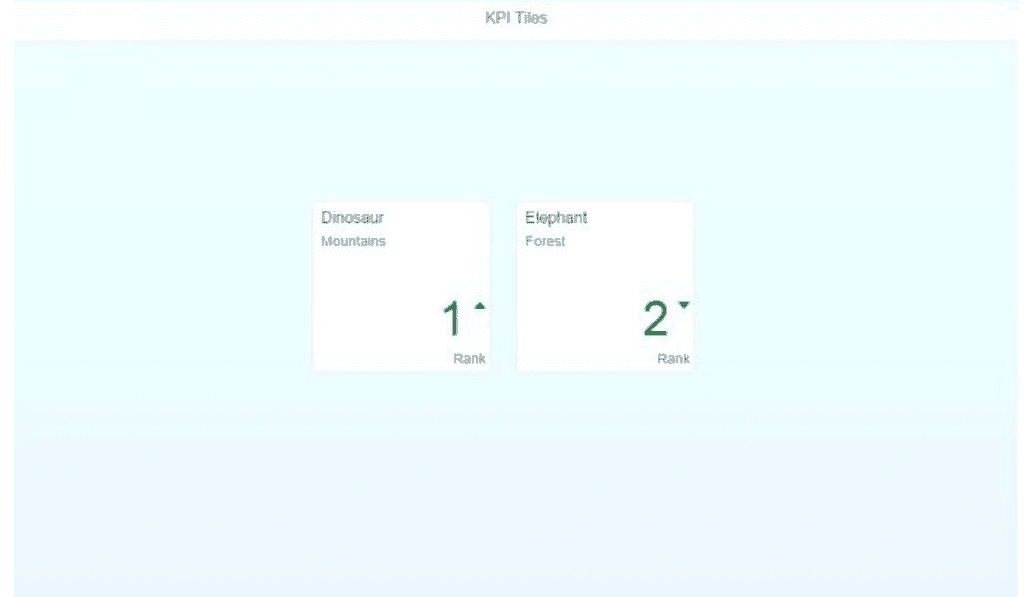 KPI Tiles
Dinosaur
Mountains
1
Rank
Elephant
Forest
2
Rank